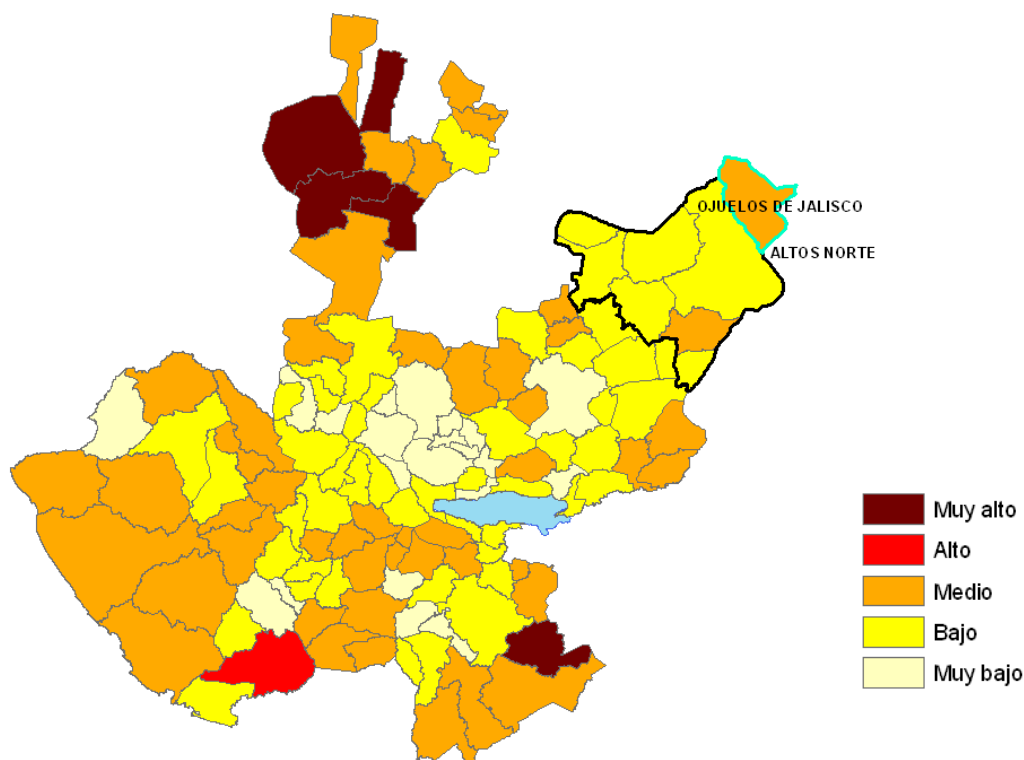 OJUELOS DE JALISCO
ALTOS NORTE
Muy alto
Alto
Medio
Bajo
Muy bajo